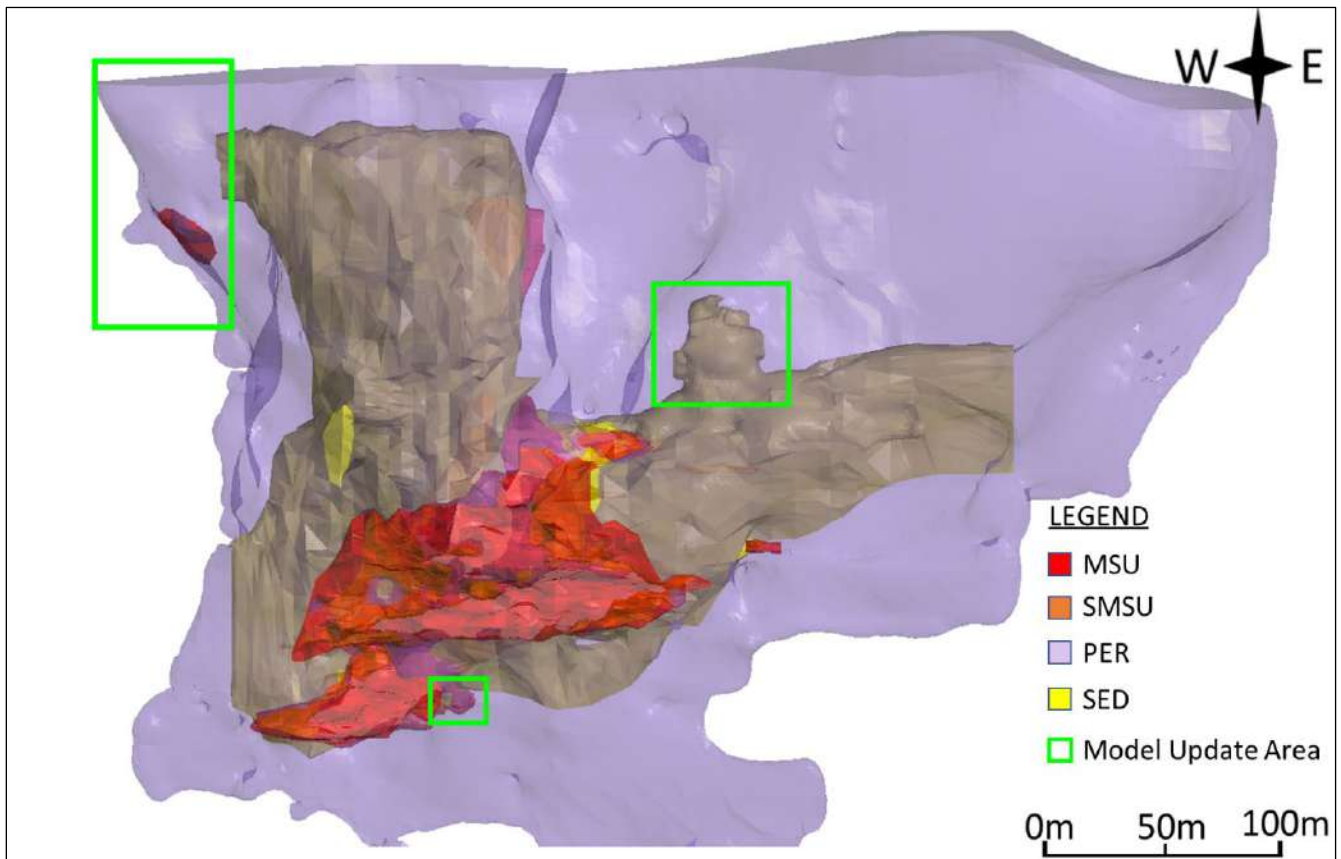 W E
LEGEND
MSU
SMSU
PER
SED
Model Update Area
0m 50m 100m